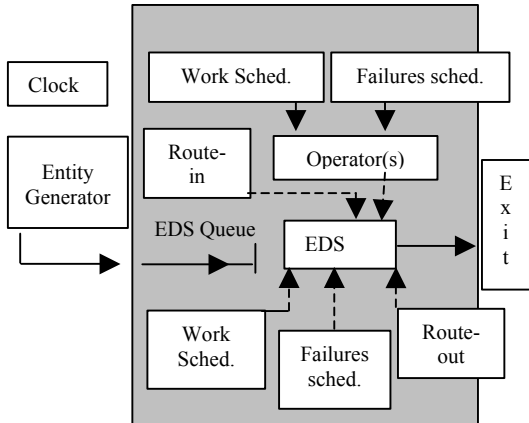 Work Sched.
Failures sched.
Clock
Route-
in
Operator(s)
Entity
Generator
E
x
i
t
EDS Queue
EDS
Work
Sched.
Failures
sched.
Route-
out